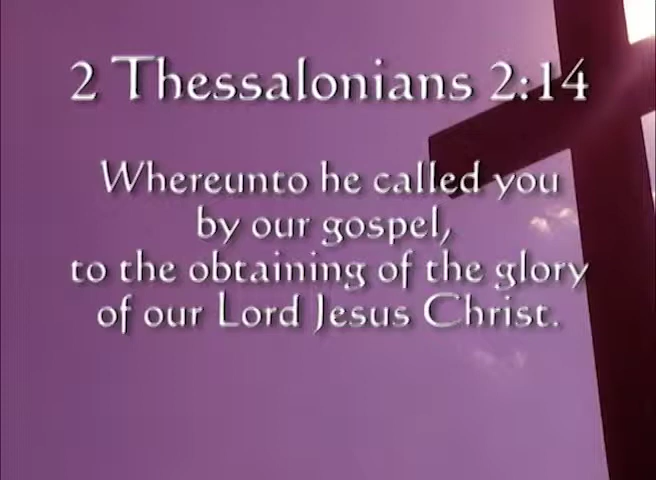 2 Thessalonians 2:14
Whereunto he called you
by our gospel,
to the obtaining of the glory
of our Lord Jesus Christ.